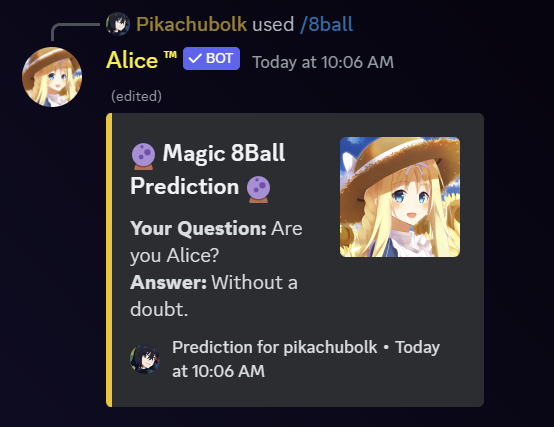 Pikachubolk used /8ball
Alice ™ ✓ BOT Today at 10:06 AM
(edited)
🔮 Magic 8Ball
Prediction 🔮
Your Question: Are
you Alice?
Answer: Without a
doubt.
Prediction for pikachubolk • Today
at 10:06 AM